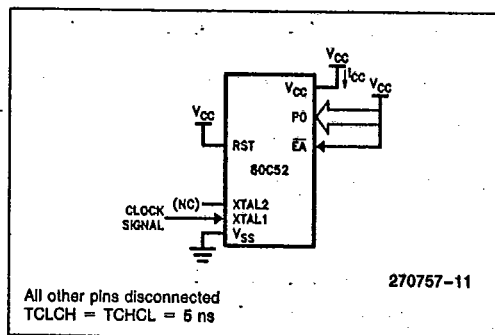 VCC
ICC
VCC
VCC
P0
VCC
RST
EA
80C52
(NC)
XTAL2
CLOCK
SIGNAL
XTAL1
VSS
270757-11
All other pins disconnected
TCLCH = TCHCL = 5 ns